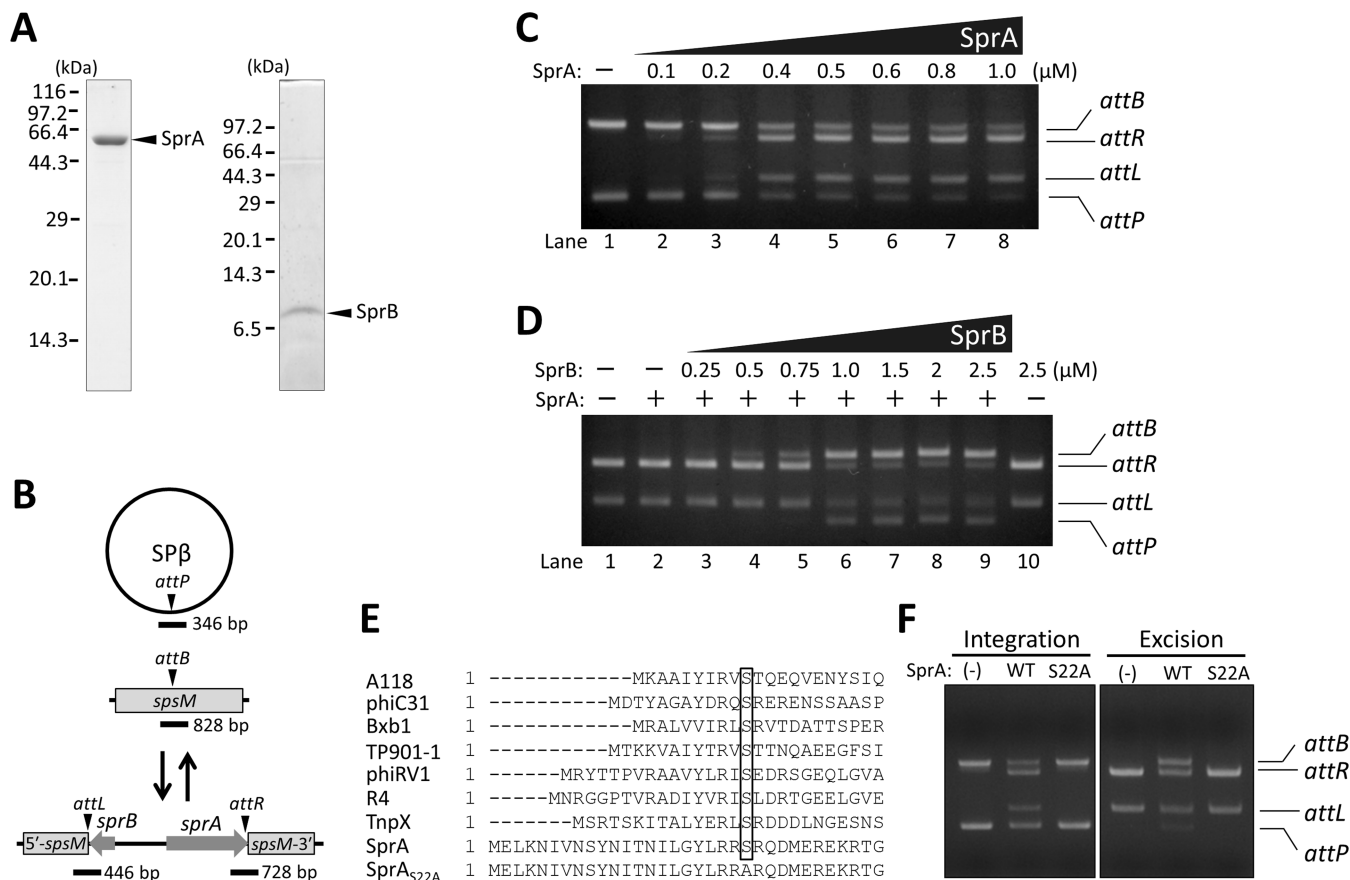 A
(kDa)
116
97.2
66.4
44.3
29
20.1
14.3
SprA
(kDa)
97.2
66.4
44.3
29
20.1
14.3
6.5
SprB
B
SPβ
attP
346 bp
attB
spsM
828 bp
attL
attR
sprB
sprA
5′-spsM
spsM-3′
446 bp
728 bp
C
SprA
SprA: – 0.1 0.2 0.4 0.5 0.6 0.8 1.0 (μM)
attB
attR
attL
attP
Lane 1 2 3 4 5 6 7 8
D
SprB
SprB: – – 0.25 0.5 0.75 1.0 1.5 2 2.5 2.5 (μM)
SprA: – + + + + + + + + –
attB
attR
attL
attP
Lane 1 2 3 4 5 6 7 8 9 10
E
A118 1 -------------MKAAIYIRVSTQEQVENYSIQ
phiC31 1 -----------MDTYAGAYDRQSRERENSSAASP
Bxb1 1 -------------MRALVVIRLSRVTDATTSPER
TP901-1 1 -----------MTKKVAIYTRVSTTNQAEEGFSI
phiRV1 1 -------MRYTTPVRAAVYLRISEDRSGEQLGVA
R4 1 ------MNRGGPTVRADIYVRISLDRTGEELGVE
TnpX 1 --------MSRTSKITALYERLSRDDDLNGESNS
SprA 1 MELKNIVNSYNITNILGYLRRSRQDMEREKRTG
SprAS22A 1 MELKNIVNSYNITNILGYLRRARQDMEREKRTG
F
Integration Excision
SprA: (-) WT S22A (-) WT S22A
attB
attR
attL
attP